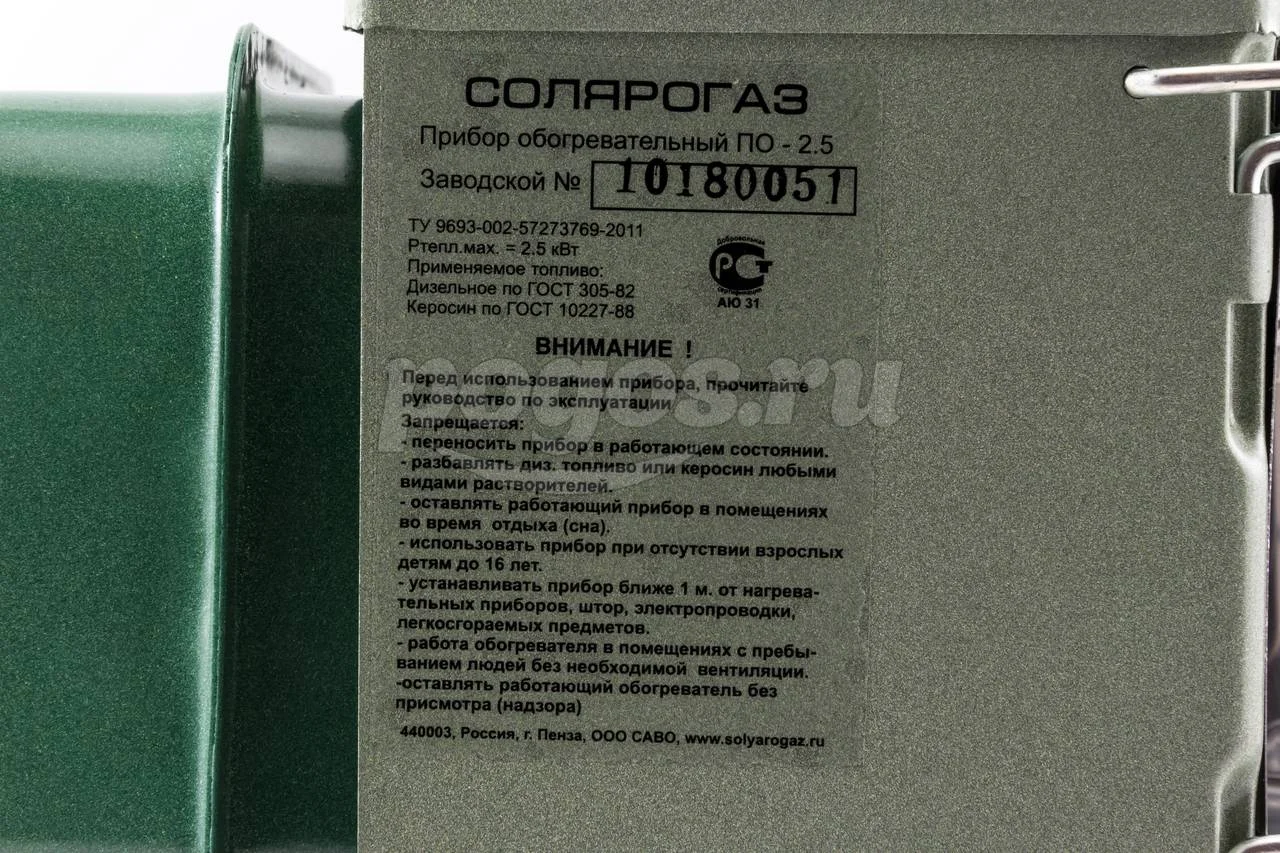 СОЛЯРОГАЗ
Прибор обогревательный ПО - 2.5
Заводской № 10180051
ТУ 9693-002-57273769-2011
Pтепл.мах. = 2.5 кВт
Применяемое топливо:
Дизельное по ГОСТ 305-82
Керосин по ГОСТ 10227-88
Добровольная
РСТ
сертификация
АЮ 31
ВНИМАНИЕ !
Перед использованием прибора, прочитайте
руководство по эксплуатации
Запрещается:
- переносить прибор в работающем состоянии.
- разбавлять диз. топливо или керосин любыми
видами растворителей.
- оставлять работающий прибор в помещениях
во время отдыха (сна).
- использовать прибор при отсутствии взрослых
детям до 16 лет.
- устанавливать прибор ближе 1 м. от нагрева-
тельных приборов, штор, электропроводки,
легкосгораемых предметов.
- работа обогревателя в помещениях с пребы-
ванием людей без необходимой вентиляции.
-оставлять работающий обогреватель без
присмотра (надзора)
440003, Россия, г. Пенза, ООО САВО, www.solyarogaz.ru
pogos.ru